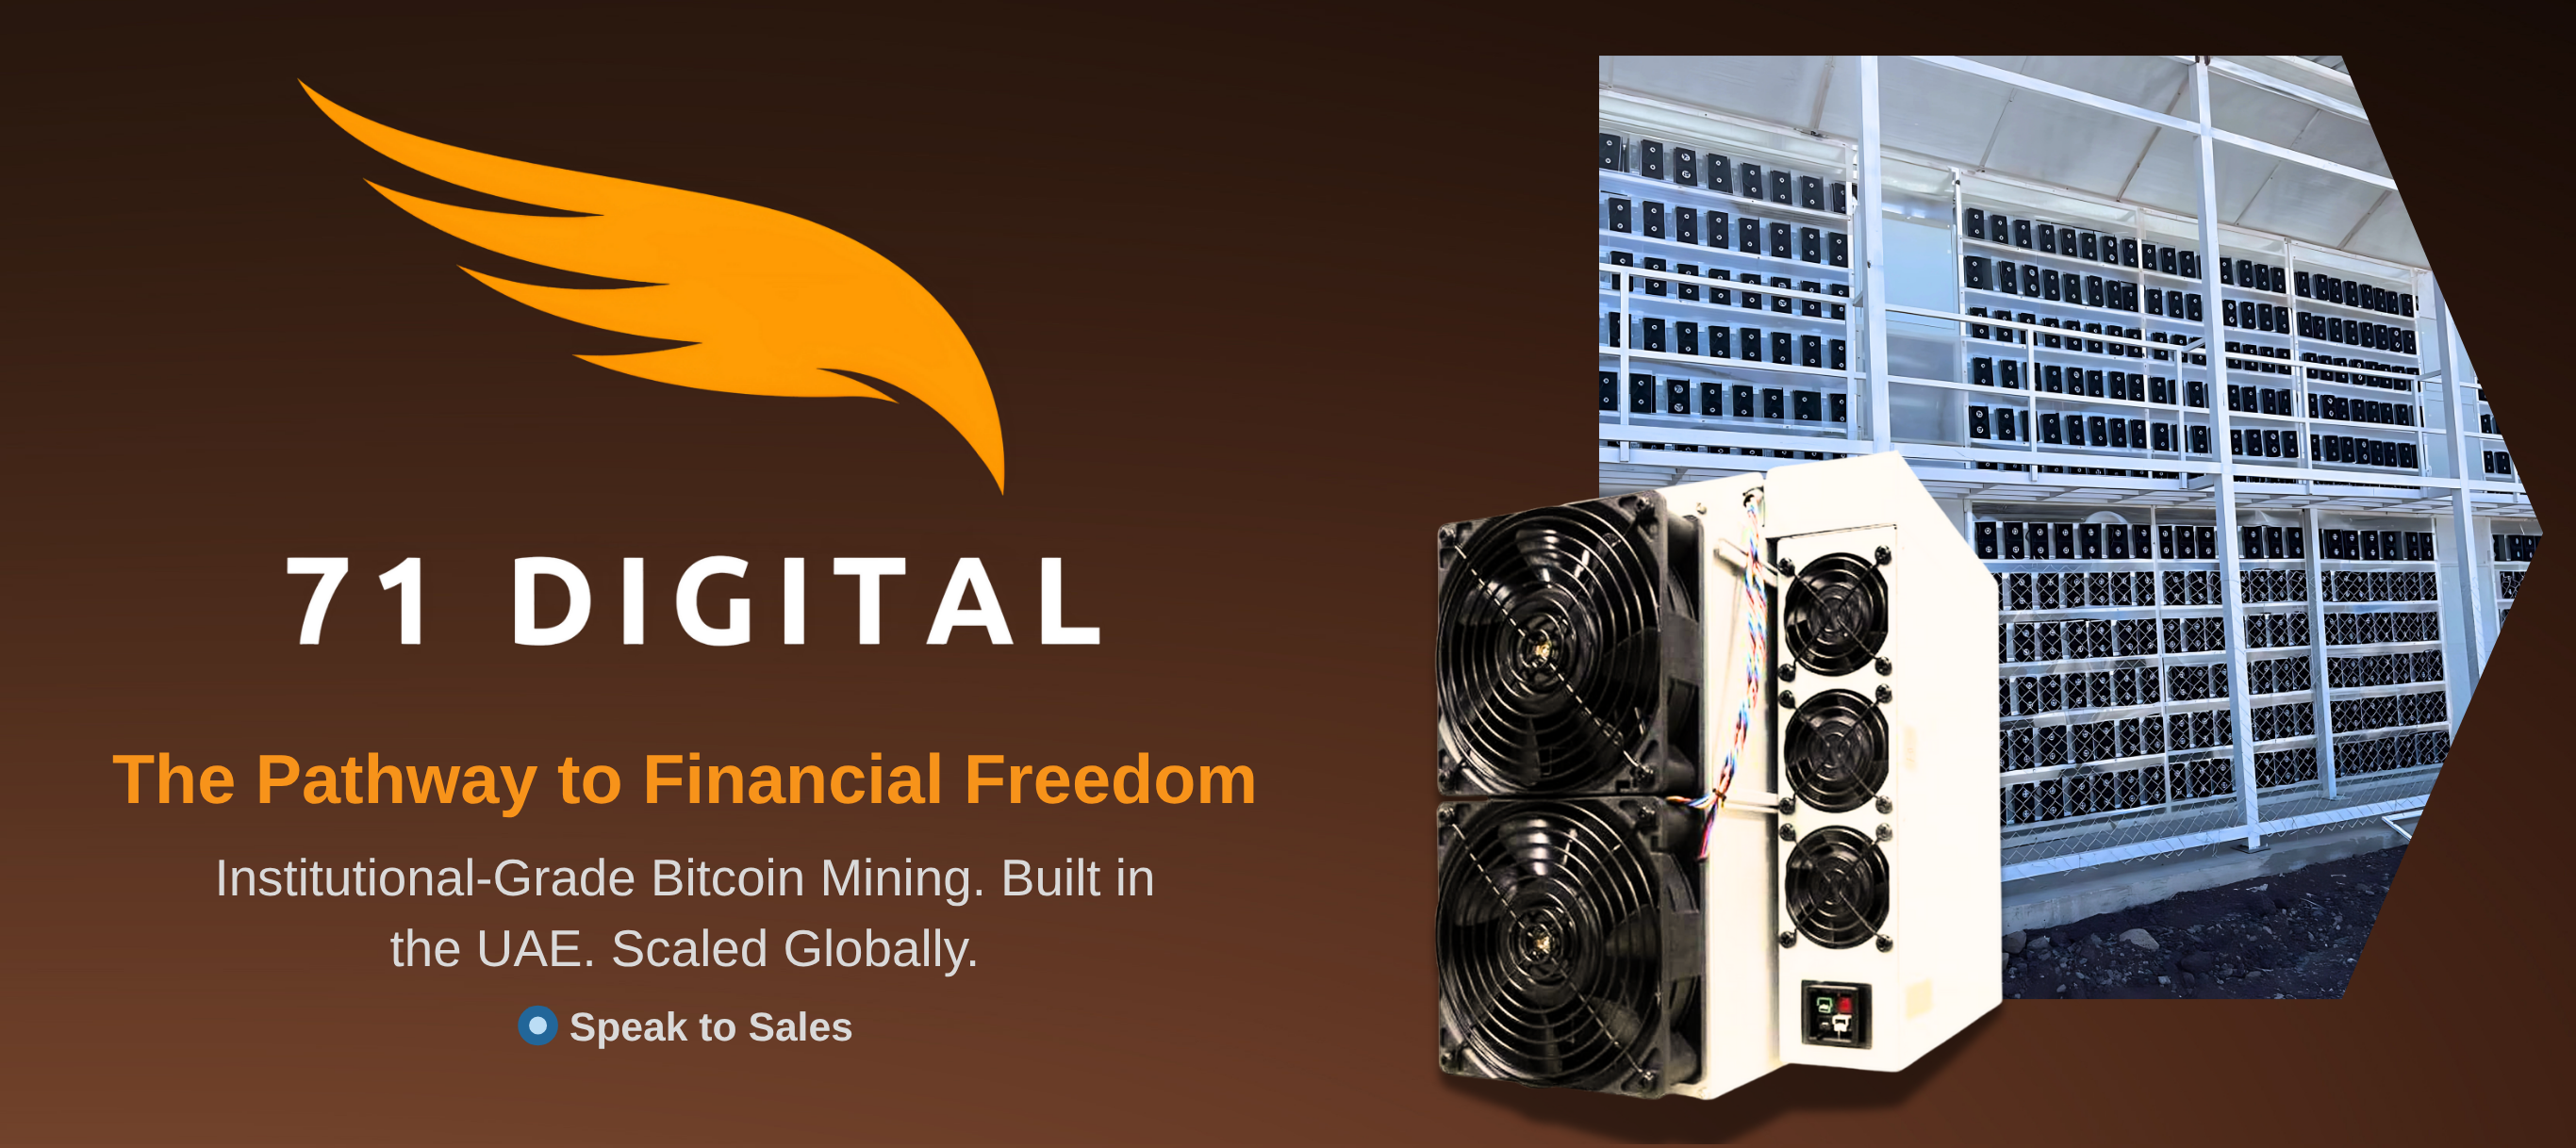 71 DIGITAL
The Pathway to Financial Freedom
Institutional-Grade Bitcoin Mining. Built in
the UAE. Scaled Globally.
Speak to Sales